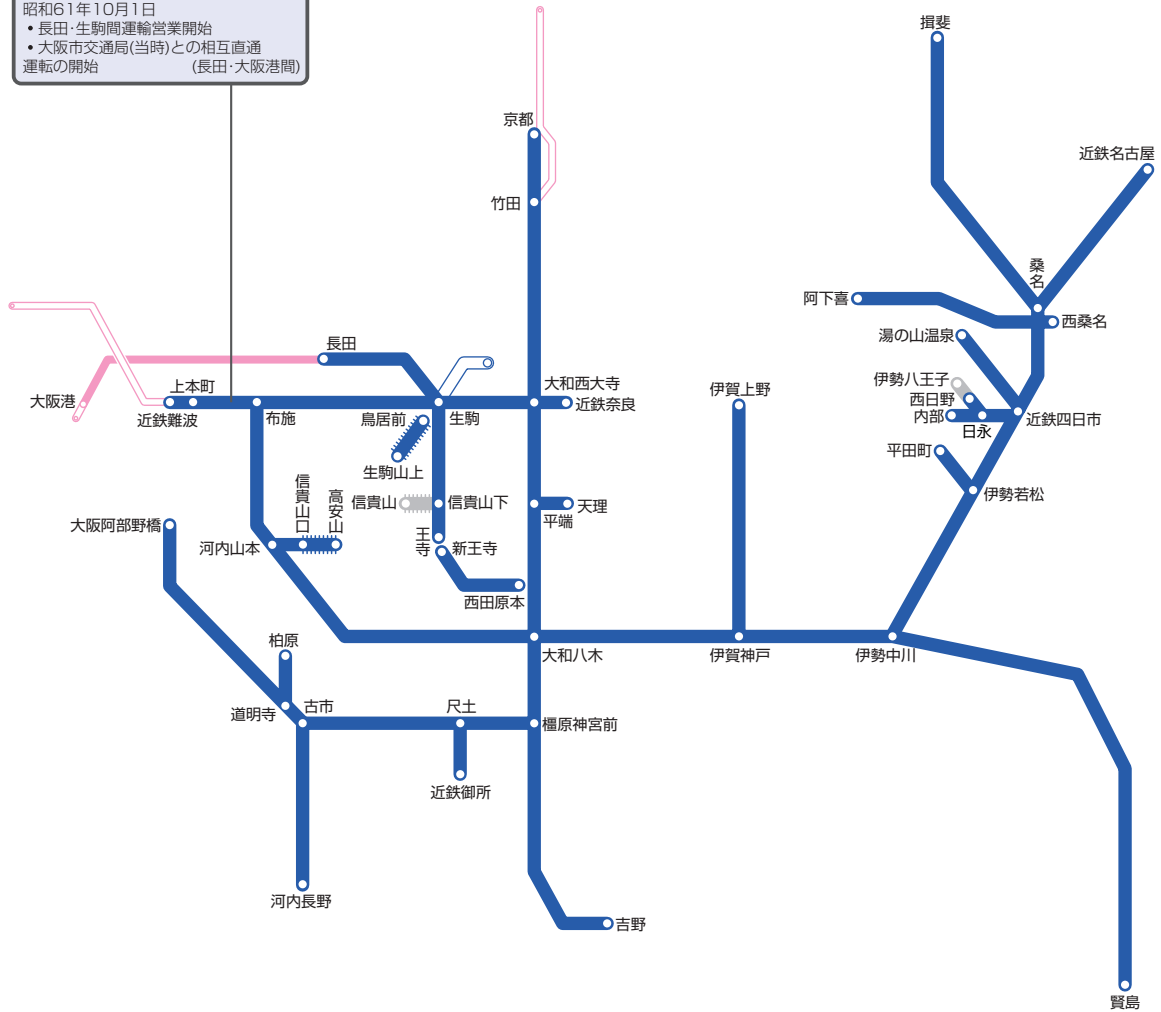 昭和61年10月1日
• 長田･生駒間運輸営業開始
• 大阪市交通局(当時)との相互直通
運転の開始 (長田･大阪港間)
揖斐
京都
近鉄名古屋
竹田
桑名
阿下喜
西桑名
湯の山温泉
長田
伊勢八王子
上本町
大和西大寺
伊賀上野
大阪港
西日野
近鉄難波
布施
鳥居前
生駒
近鉄奈良
内部
日永
近鉄四日市
平田町
生駒山上
信貴山口
高安山
信貴山
信貴山下
天理
伊勢若松
平端
大阪阿部野橋
河内山本
王寺
新王寺
西田原本
柏原
大和八木
伊賀神戸
伊勢中川
道明寺
古市
尺土
橿原神宮前
近鉄御所
河内長野
吉野
賢島